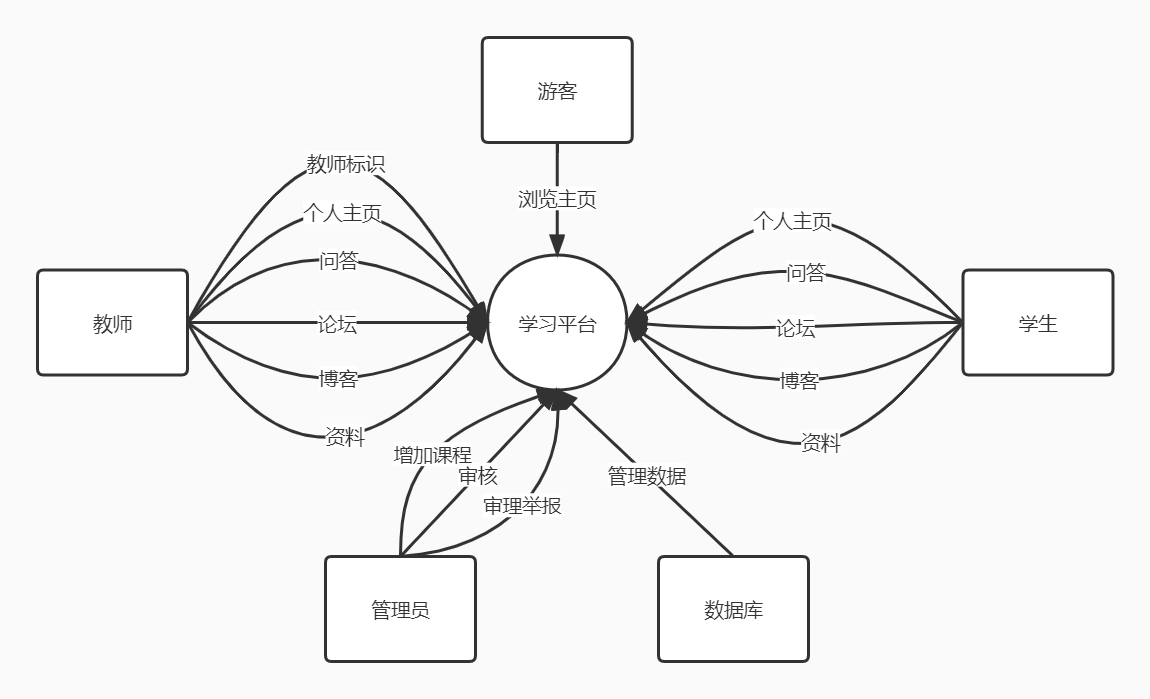 游客
教师标识
浏览主页
个人主页
个人主页
问答
问答
教师
论坛
学习平台
论坛
学生
博客
博客
资料
资料
增加课程
审核
管理数据
审理举报
管理员
数据库